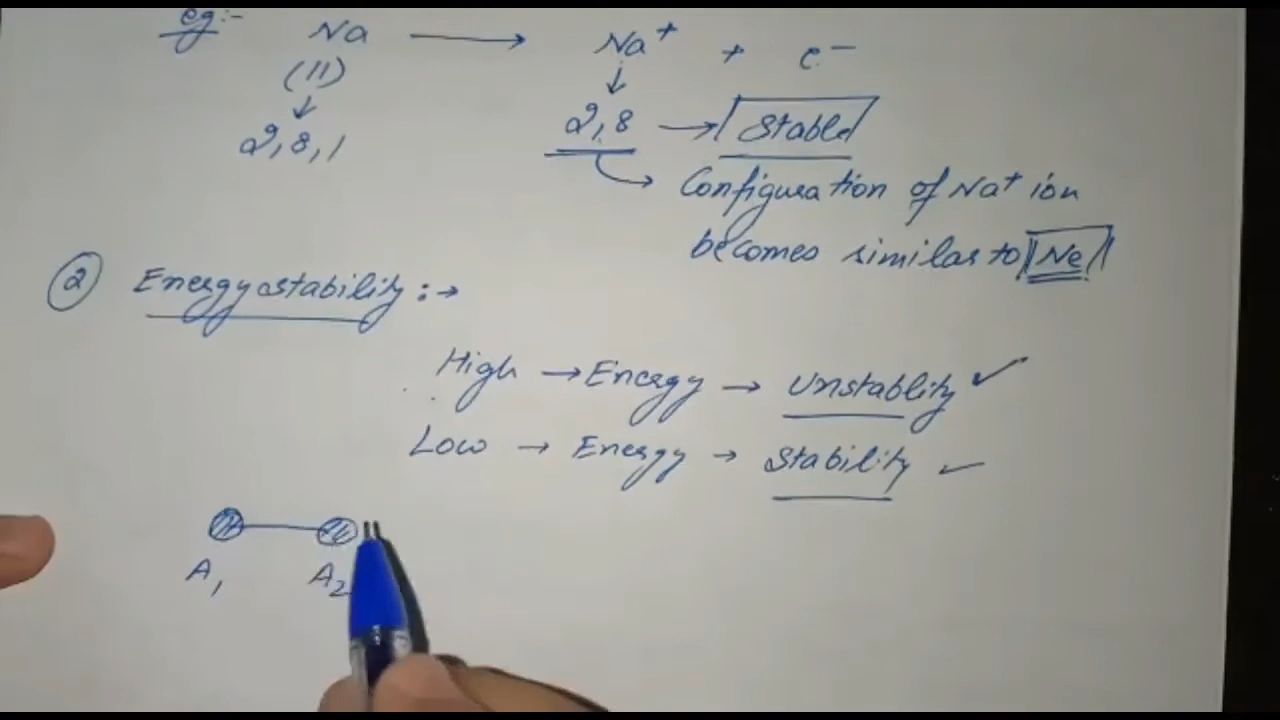 eg:-
Na → Na⁺ + e⁻
(11) ↓
↓ 2,8 → Stable
2,8,1
Configuration of Na⁺ ion
becomes similar to Ne
② Energy stability :→
High → Energy → Unstablity ✓
Low → Energy → Stability ✓
A₁ A₂